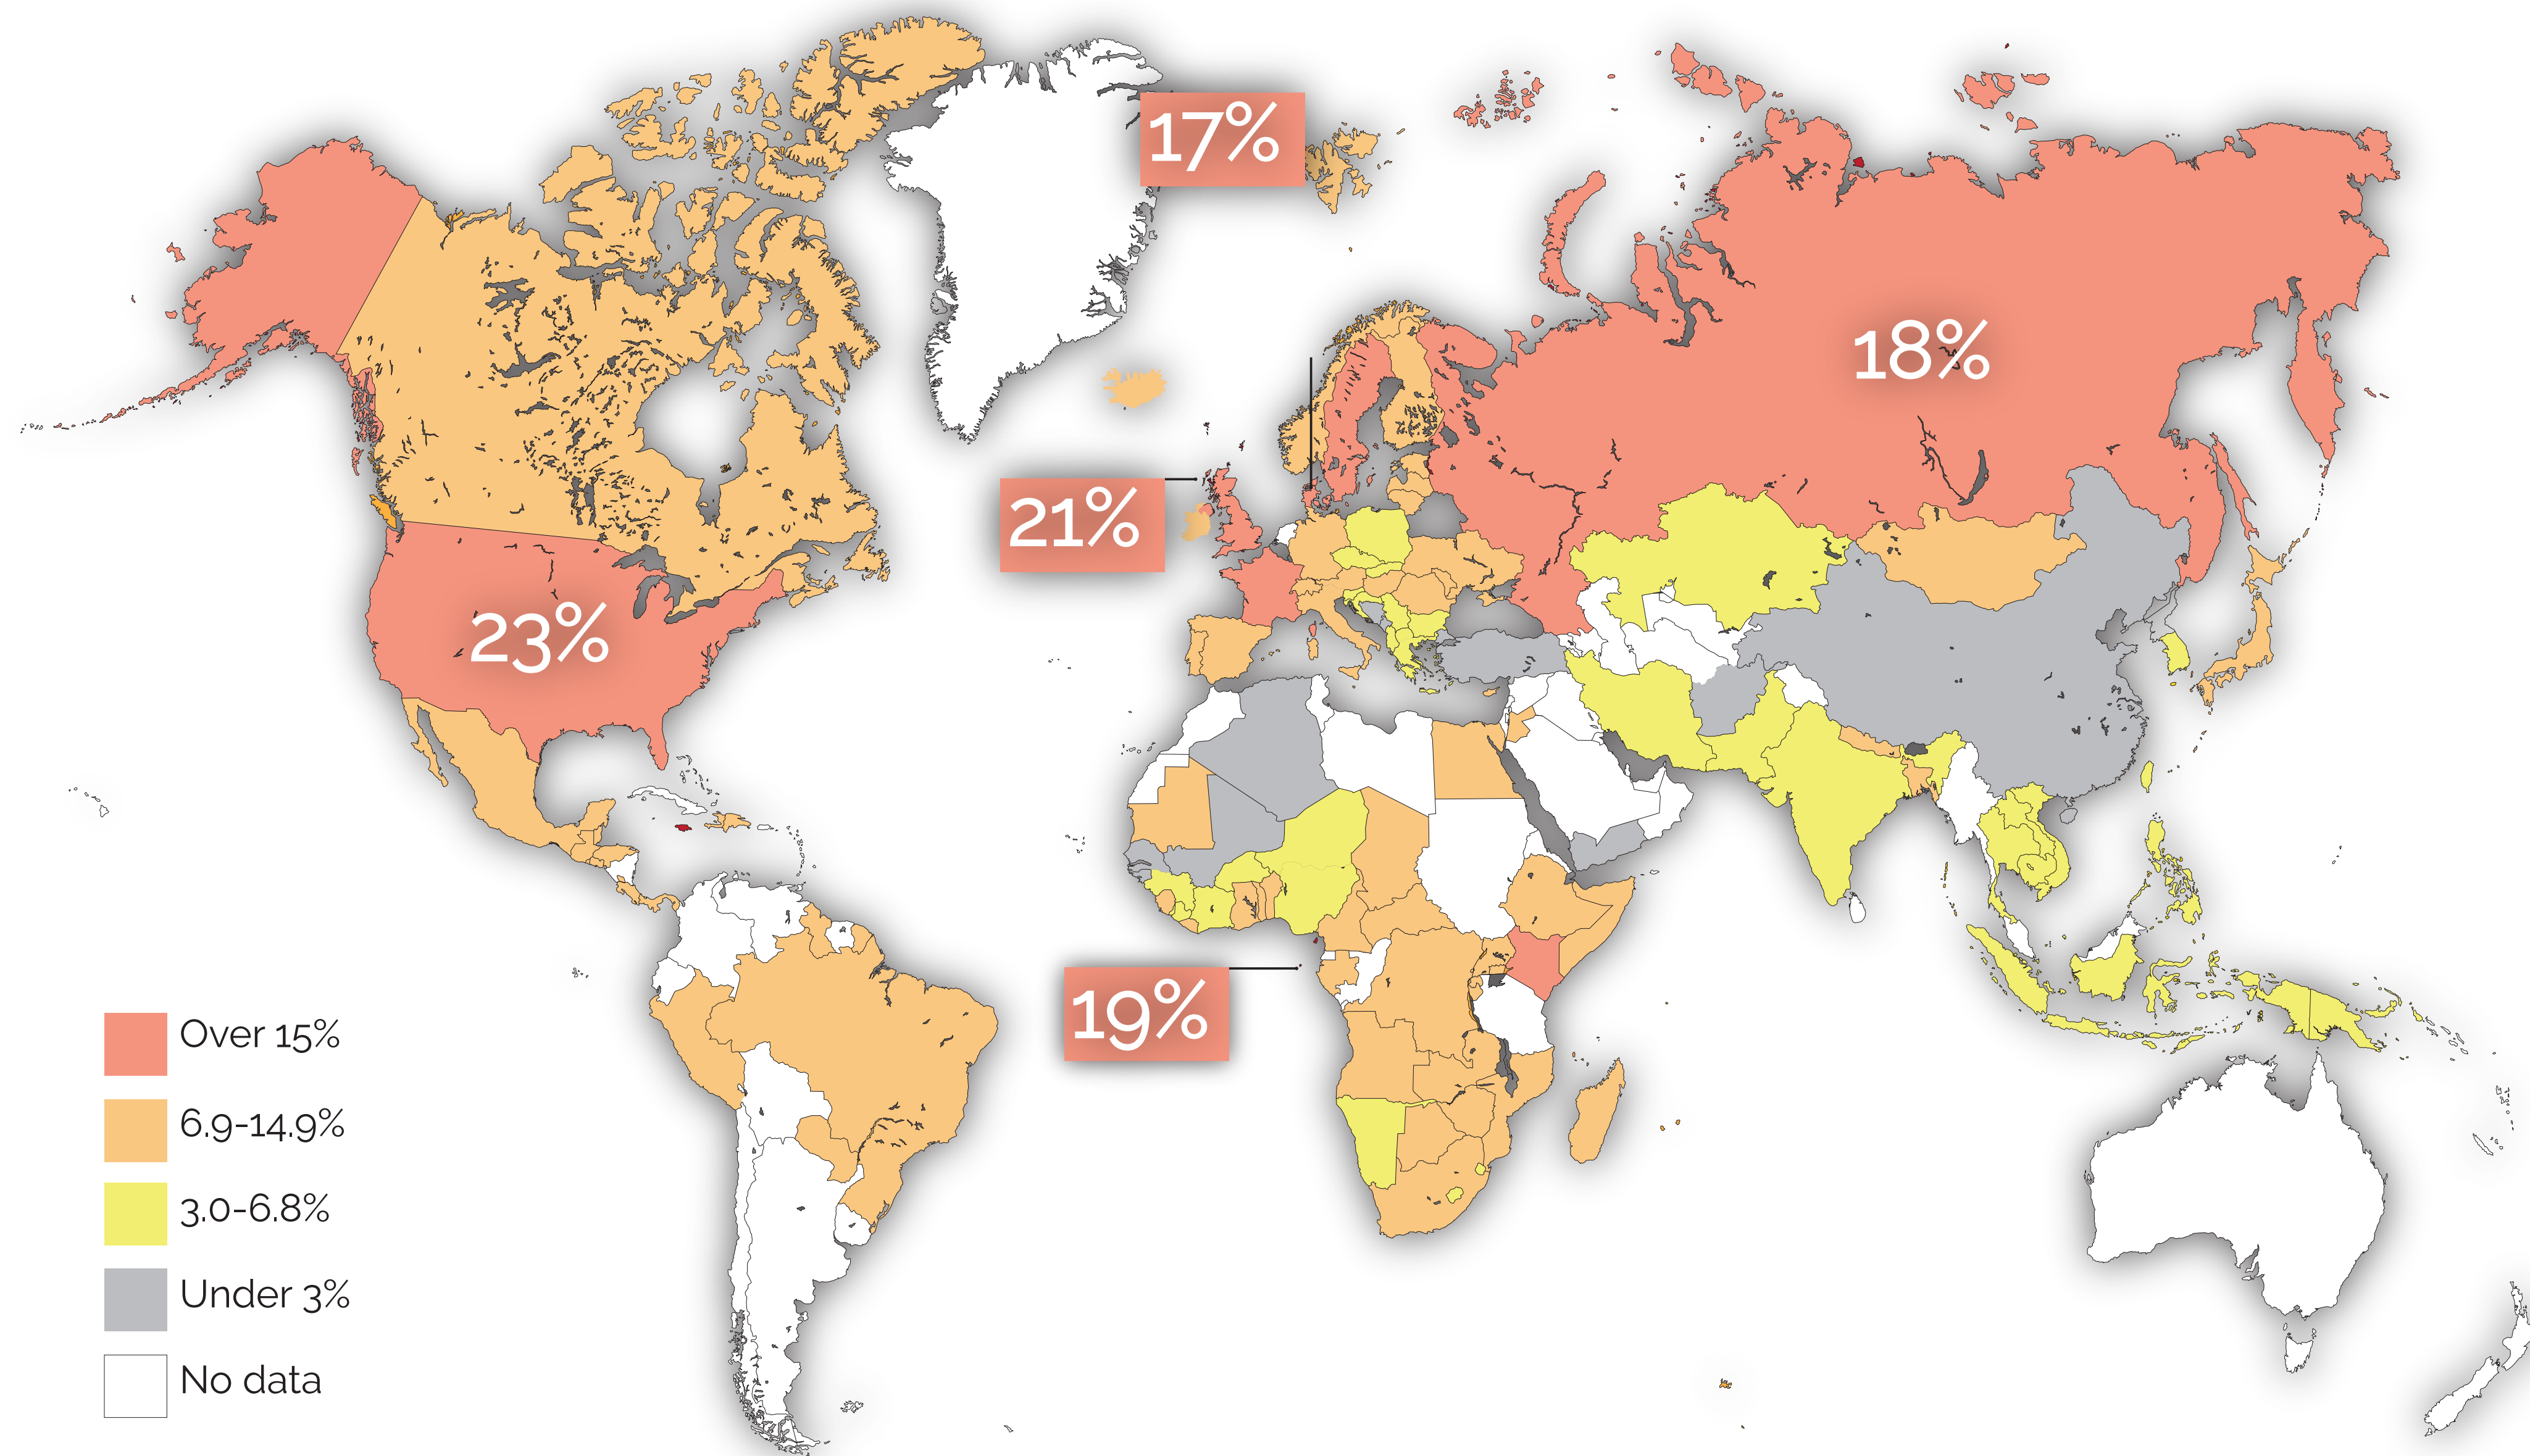 17%
18%
21%
23%
19%
Over 15%
6.9-14.9%
3.0-6.8%
Under 3%
No data